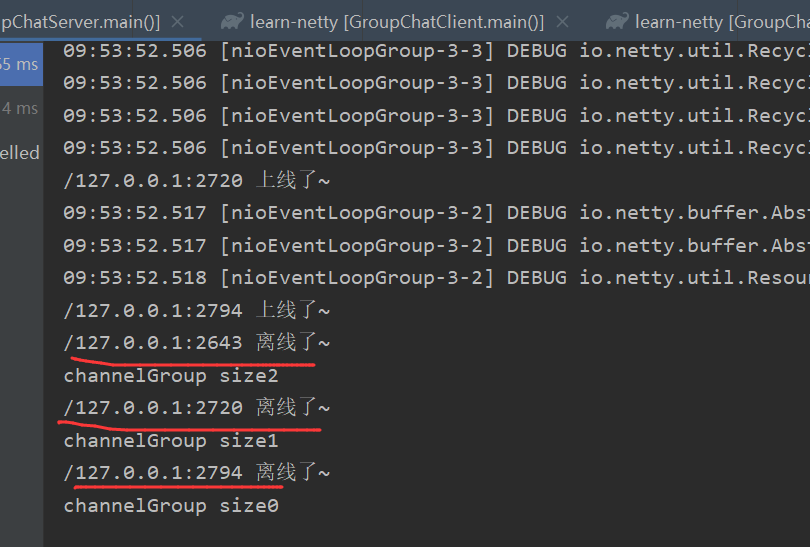 pChatServer.main()] × learn-netty [GroupChatClient.main()] × learn-netty [GroupCha
65 ms
4 ms
elled
09:53:52.506 [nioEventLoopGroup-3-3] DEBUG io.netty.util.Recyc
09:53:52.506 [nioEventLoopGroup-3-3] DEBUG io.netty.util.Recyc
09:53:52.506 [nioEventLoopGroup-3-3] DEBUG io.netty.util.Recyc
09:53:52.506 [nioEventLoopGroup-3-3] DEBUG io.netty.util.Recyc
/127.0.0.1:2720 上线了~
09:53:52.517 [nioEventLoopGroup-3-2] DEBUG io.netty.buffer.Abs
09:53:52.517 [nioEventLoopGroup-3-2] DEBUG io.netty.buffer.Abs
09:53:52.518 [nioEventLoopGroup-3-2] DEBUG io.netty.util.Resou
/127.0.0.1:2794 上线了~
/127.0.0.1:2643 离线了~
channelGroup size2
/127.0.0.1:2720 离线了~
channelGroup size1
/127.0.0.1:2794 离线了~
channelGroup size0